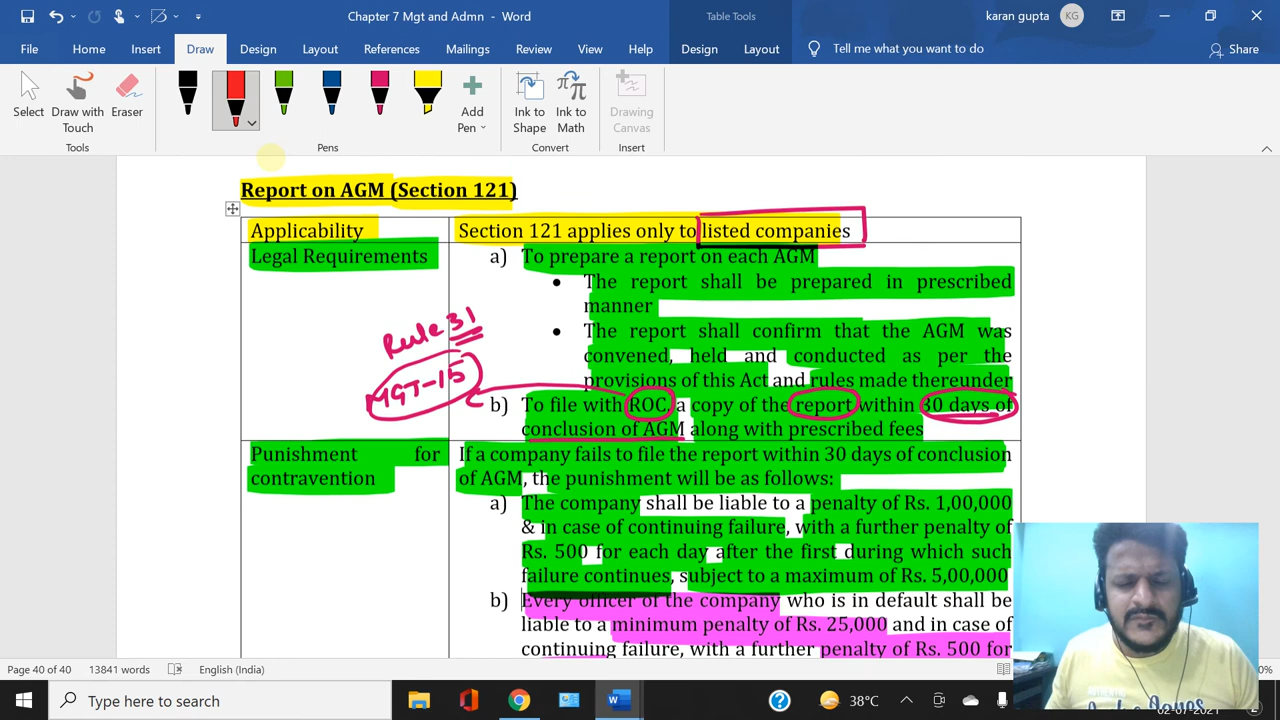 Chapter 7 Mgt and Admn - Word
Table Tools
karan gupta
KG
File
Home
Insert
Draw
Design
Layout
References
Mailings
Review
View
Help
Design
Layout
Tell me what you want to do
Share
Select
Draw with
Touch
Eraser
Add
Pen
Ink to
Shape
Ink to
Math
Drawing
Canvas
Tools
Pens
Convert
Insert
Report on AGM (Section 121)
Applicability
Section 121 applies only to listed companies
Legal Requirements
a) To prepare a report on each AGM
• The report shall be prepared in prescribed
manner
• The report shall confirm that the AGM was
convened, held and conducted as per the
provisions of this Act and rules made thereunder
b) To file with ROC, a copy of the report within 30 days of
conclusion of AGM along with prescribed fees
Rule 31
MGT-15
Punishment for
contravention
If a company fails to file the report within 30 days of conclusion
of AGM, the punishment will be as follows:
a) The company shall be liable to a penalty of Rs. 1,00,000
& in case of continuing failure, with a further penalty of
Rs. 500 for each day after the first during which such
failure continues, subject to a maximum of Rs. 5,00,000
b) Every officer of the company who is in default shall be
liable to a minimum penalty of Rs. 25,000 and in case of
continuing failure, with a further penalty of Rs. 500 for
Page 40 of 40
13841 words
English (India)
0%
Type here to search
38°C
02-07-2021